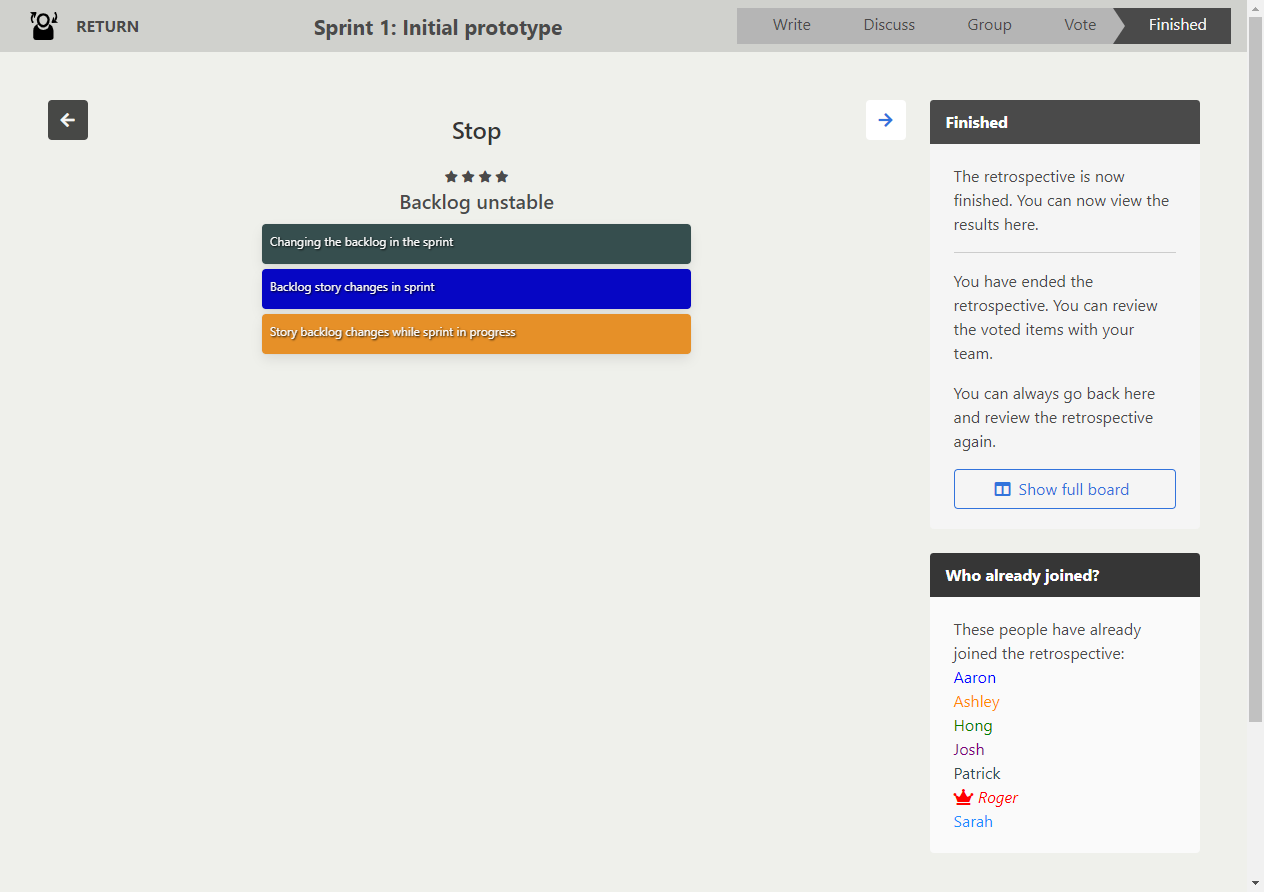 RETURN
Sprint 1: Initial prototype
Write
Discuss
Group
Vote
Finished
Stop
Backlog unstable
Changing the backlog in the sprint
Backlog story changes in sprint
Story backlog changes while sprint in progress
Finished
The retrospective is now
finished. You can now view the
results here.
You have ended the
retrospective. You can review
the voted items with your
team.
You can always go back here
and review the retrospective
again.
Show full board
Who already joined?
These people have already
joined the retrospective:
Aaron
Ashley
Hong
Josh
Patrick
Roger
Sarah